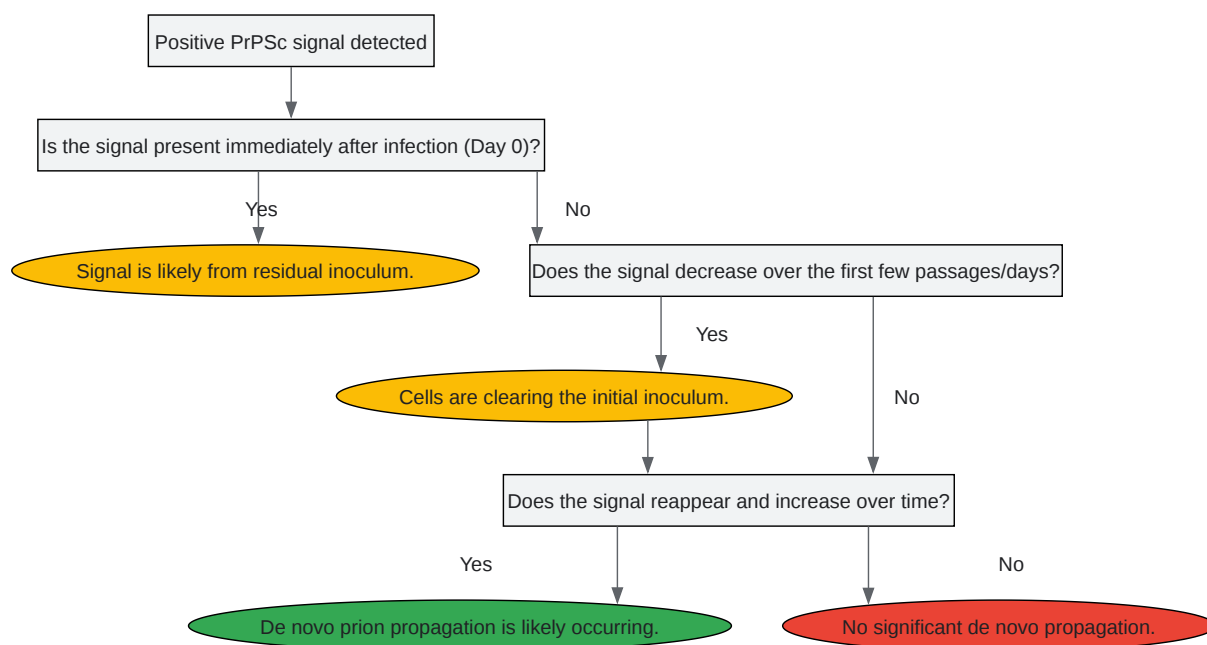 Positive PrPSc signal detected
Is the signal present immediately after infection (Day 0)?
Yes
No
Signal is likely from residual inoculum.
Does the signal decrease over the first few passages/days?
Yes
Cells are clearing the initial inoculum.
No
Does the signal reappear and increase over time?
Yes
No
De novo prion propagation is likely occurring.
No significant de novo propagation.